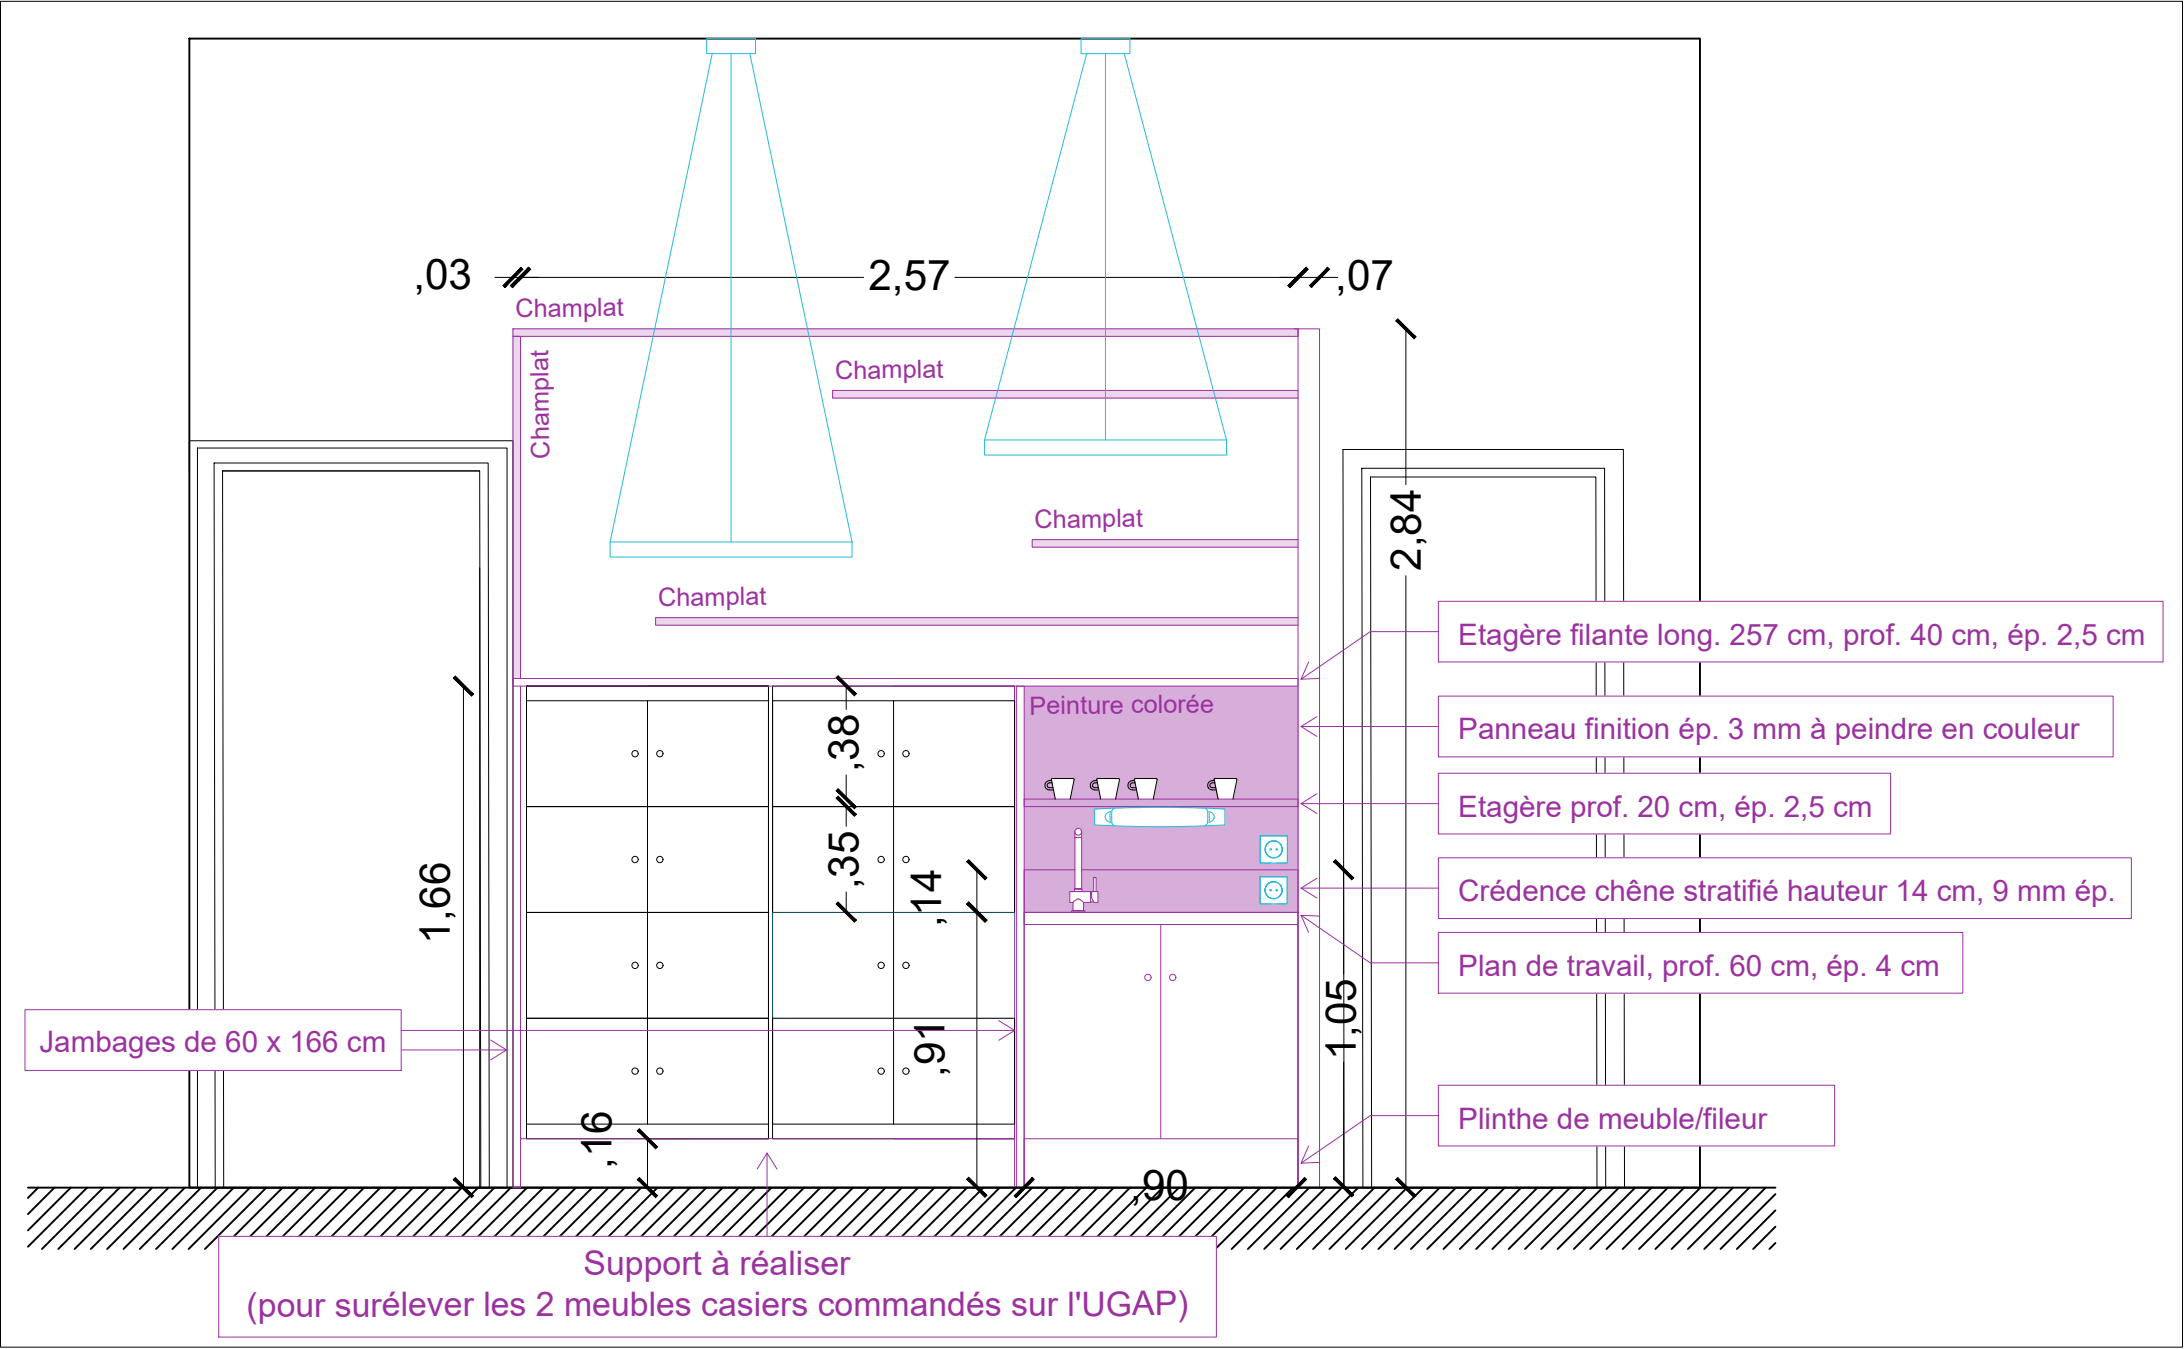 ,03
2,57
,07
Champlat
Champlat
Champlat
Champlat
Champlat
2,84
Etagère filante long. 257 cm, prof. 40 cm, ép. 2,5 cm
Peinture colorée
Panneau finition ép. 3 mm à peindre en couleur
,38
Etagère prof. 20 cm, ép. 2,5 cm
,35
,14
1,66
Crédence chêne stratifié hauteur 14 cm, 9 mm ép.
Plan de travail, prof. 60 cm, ép. 4 cm
1,05
,91
Jambages de 60 x 166 cm
,16
Plinthe de meuble/fileur
,90
Support à réaliser
(pour surélever les 2 meubles casiers commandés sur l'UGAP)